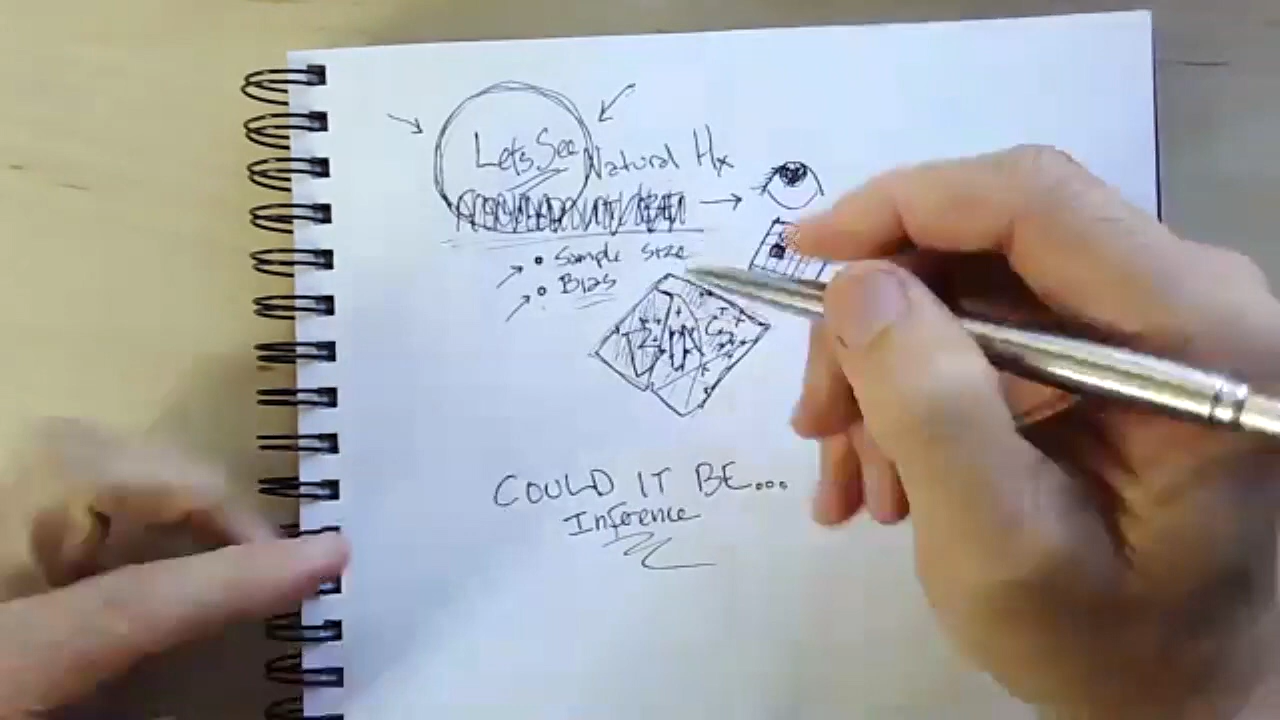 Lets See Natural Hx
Sample size
Bias
COULD IT BE...
Inference